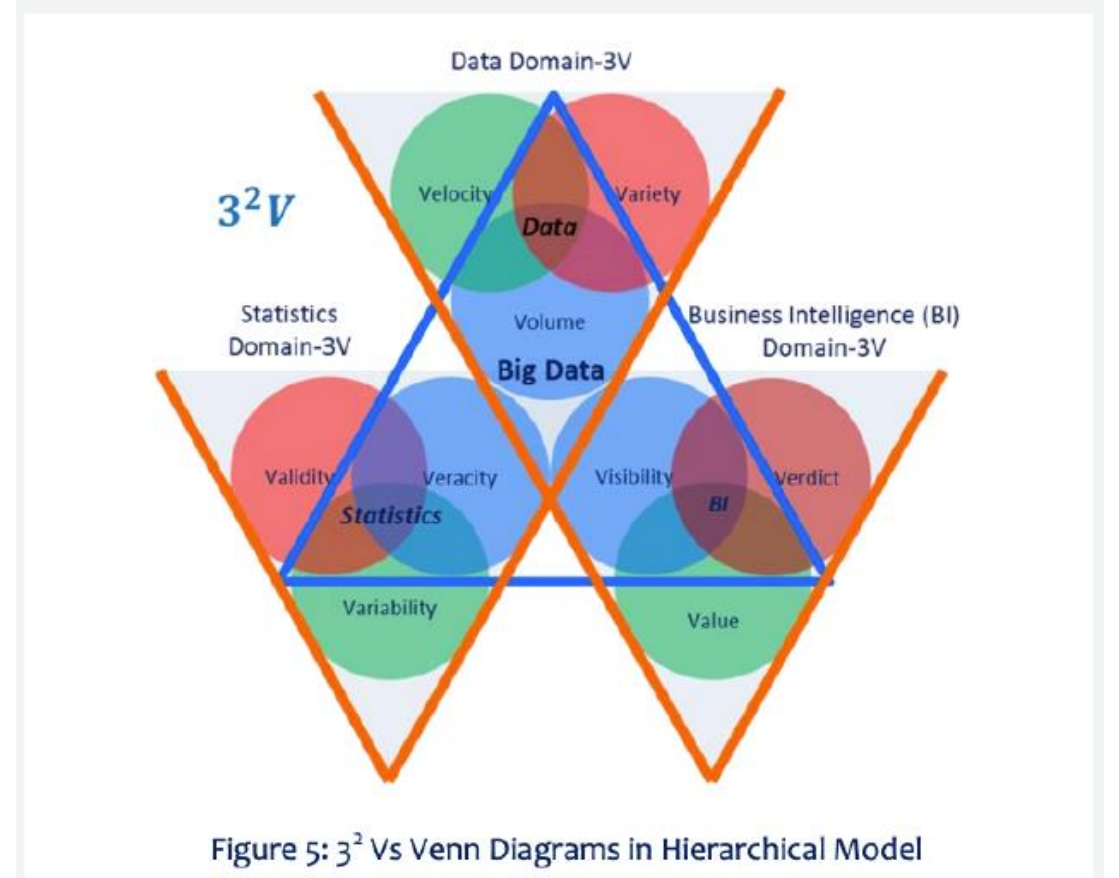 Data Domain-3V
3²V
Velocity
Variety
Data
Statistics
Domain-3V
Volume
Business Intelligence (BI)
Domain-3V
Big Data
Validity
Veracity
Visibility
Verdict
Statistics
BI
Variability
Value
Figure 5: 3² Vs Venn Diagrams in Hierarchical Model